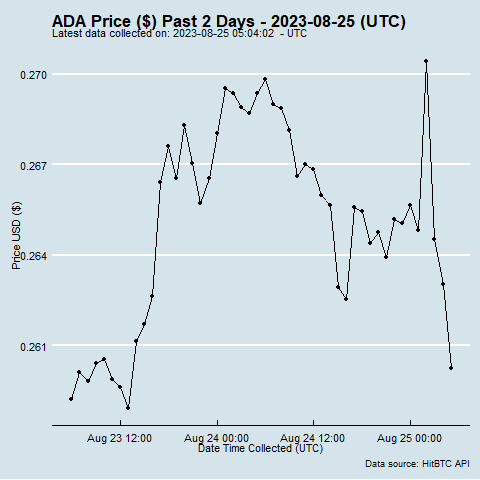 ADA Price ($) Past 2 Days - 2023-08-25 (UTC)
Latest data collected on: 2023-08-25 05:04:02 - UTC
0.270
0.267
0.264
0.261
Price USD ($)
Aug 23 12:00 Aug 24 00:00 Aug 24 12:00 Aug 25 00:00
Date Time Collected (UTC)
Data source: HitBTC API